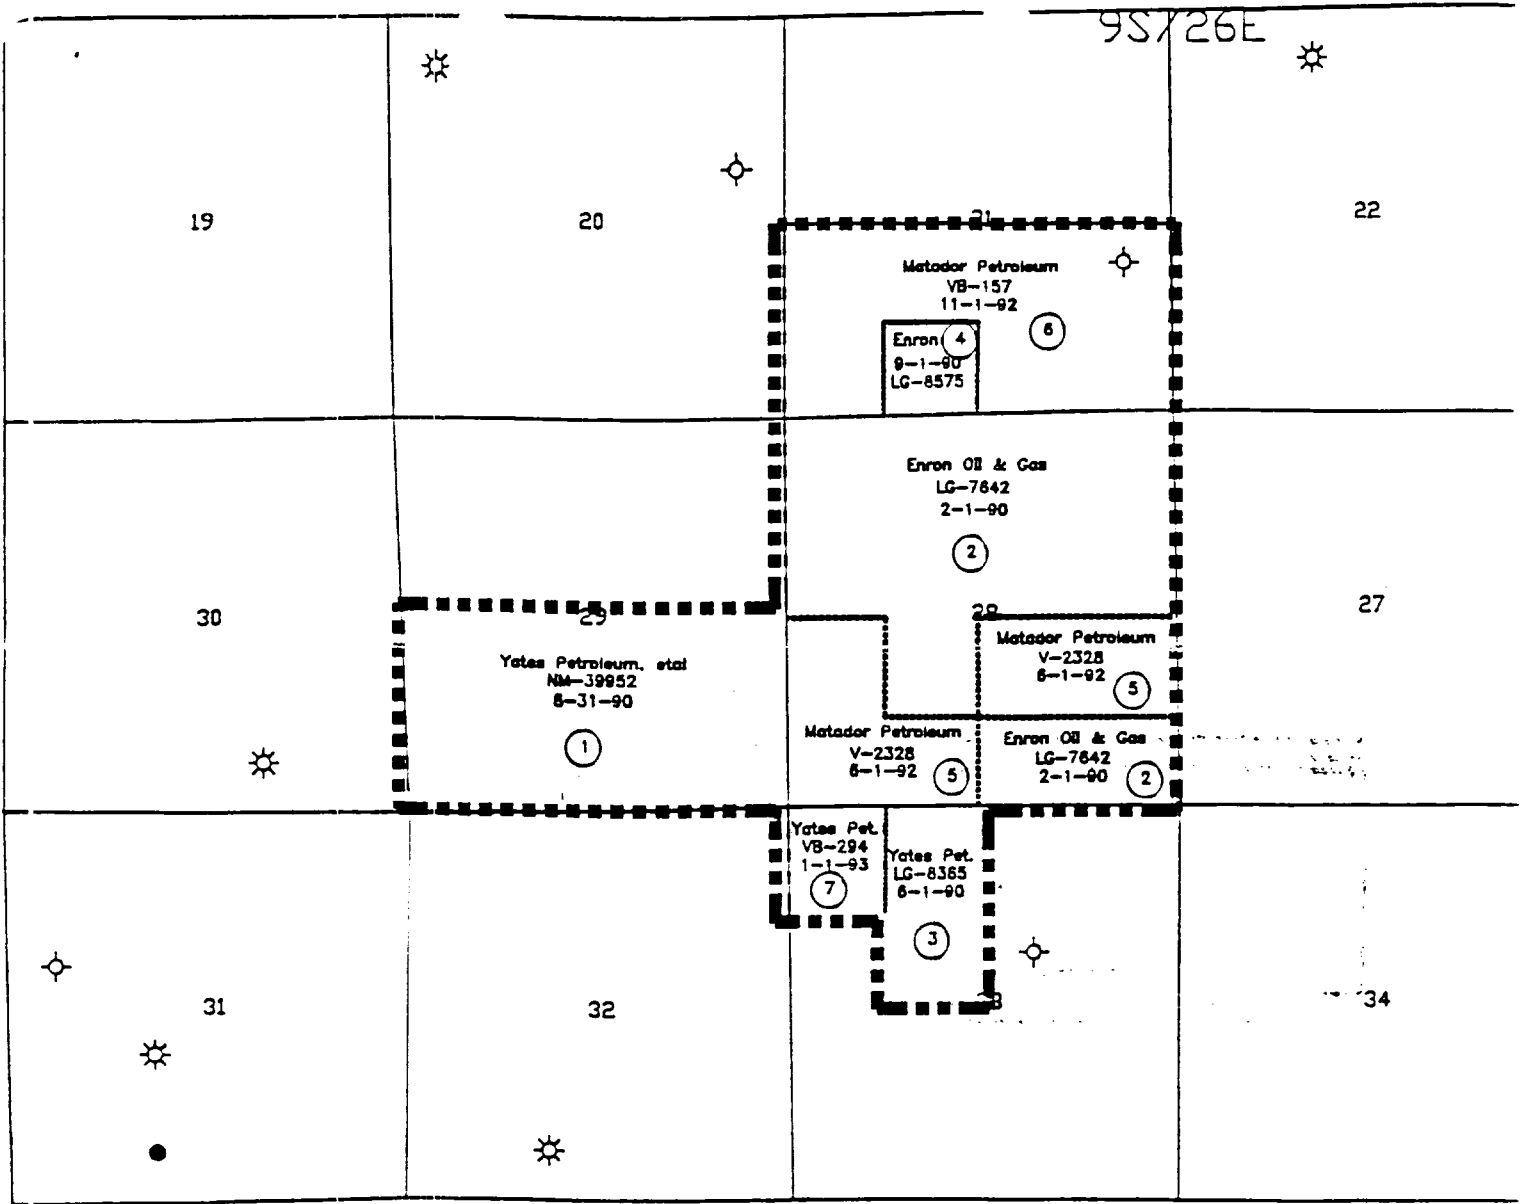 9S/26E
19
20
21
22
Matador Petroleum
VB-157
11-1-92
6
Enron 4
9-1-90
LG-8575
Enron Oil & Gas
LG-7642
2-1-90
2
30
29
28
27
Yates Petroleum, etal
NM-39952
6-31-90
1
Matador Petroleum
V-2328
6-1-92
5
Matador Petroleum
V-2328
6-1-92
5
Enron Oil & Gas
LG-7642
2-1-90
2
Yates Pet.
VB-294
1-1-93
7
Yates Pet.
LG-8365
6-1-90
3
31
32
34